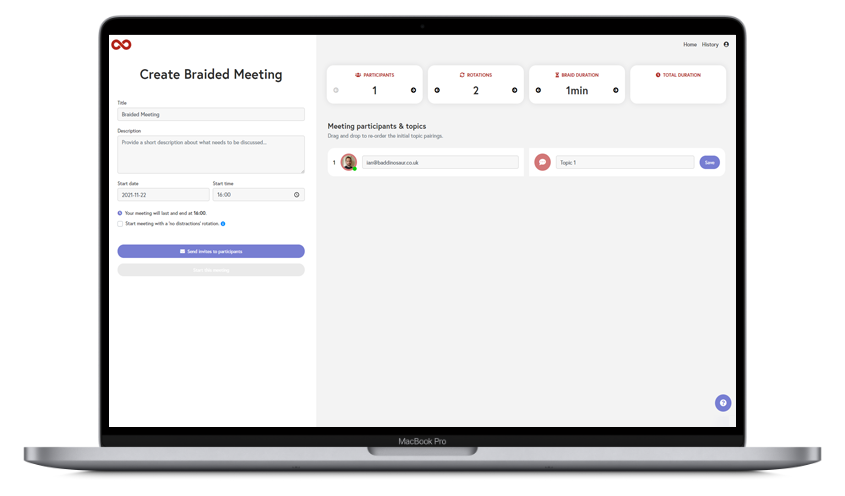 Home History
Create Braided Meeting
Title
Braided Meeting
Description
Provide a short description about what needs to be discussed...
Start date
Start time
2021-11-22
16:00
Your meeting will last and end at 16:00.
Start meeting with a 'no distractions' rotation.
Send invites to participants
Start this meeting
PARTICIPANTS
1
ROTATIONS
2
BRAID DURATION
1min
TOTAL DURATION
Meeting participants & topics
Drag and drop to re-order the initial topic pairings.
1
ian@baddinosaur.co.uk
Topic 1
Save
MacBook Pro